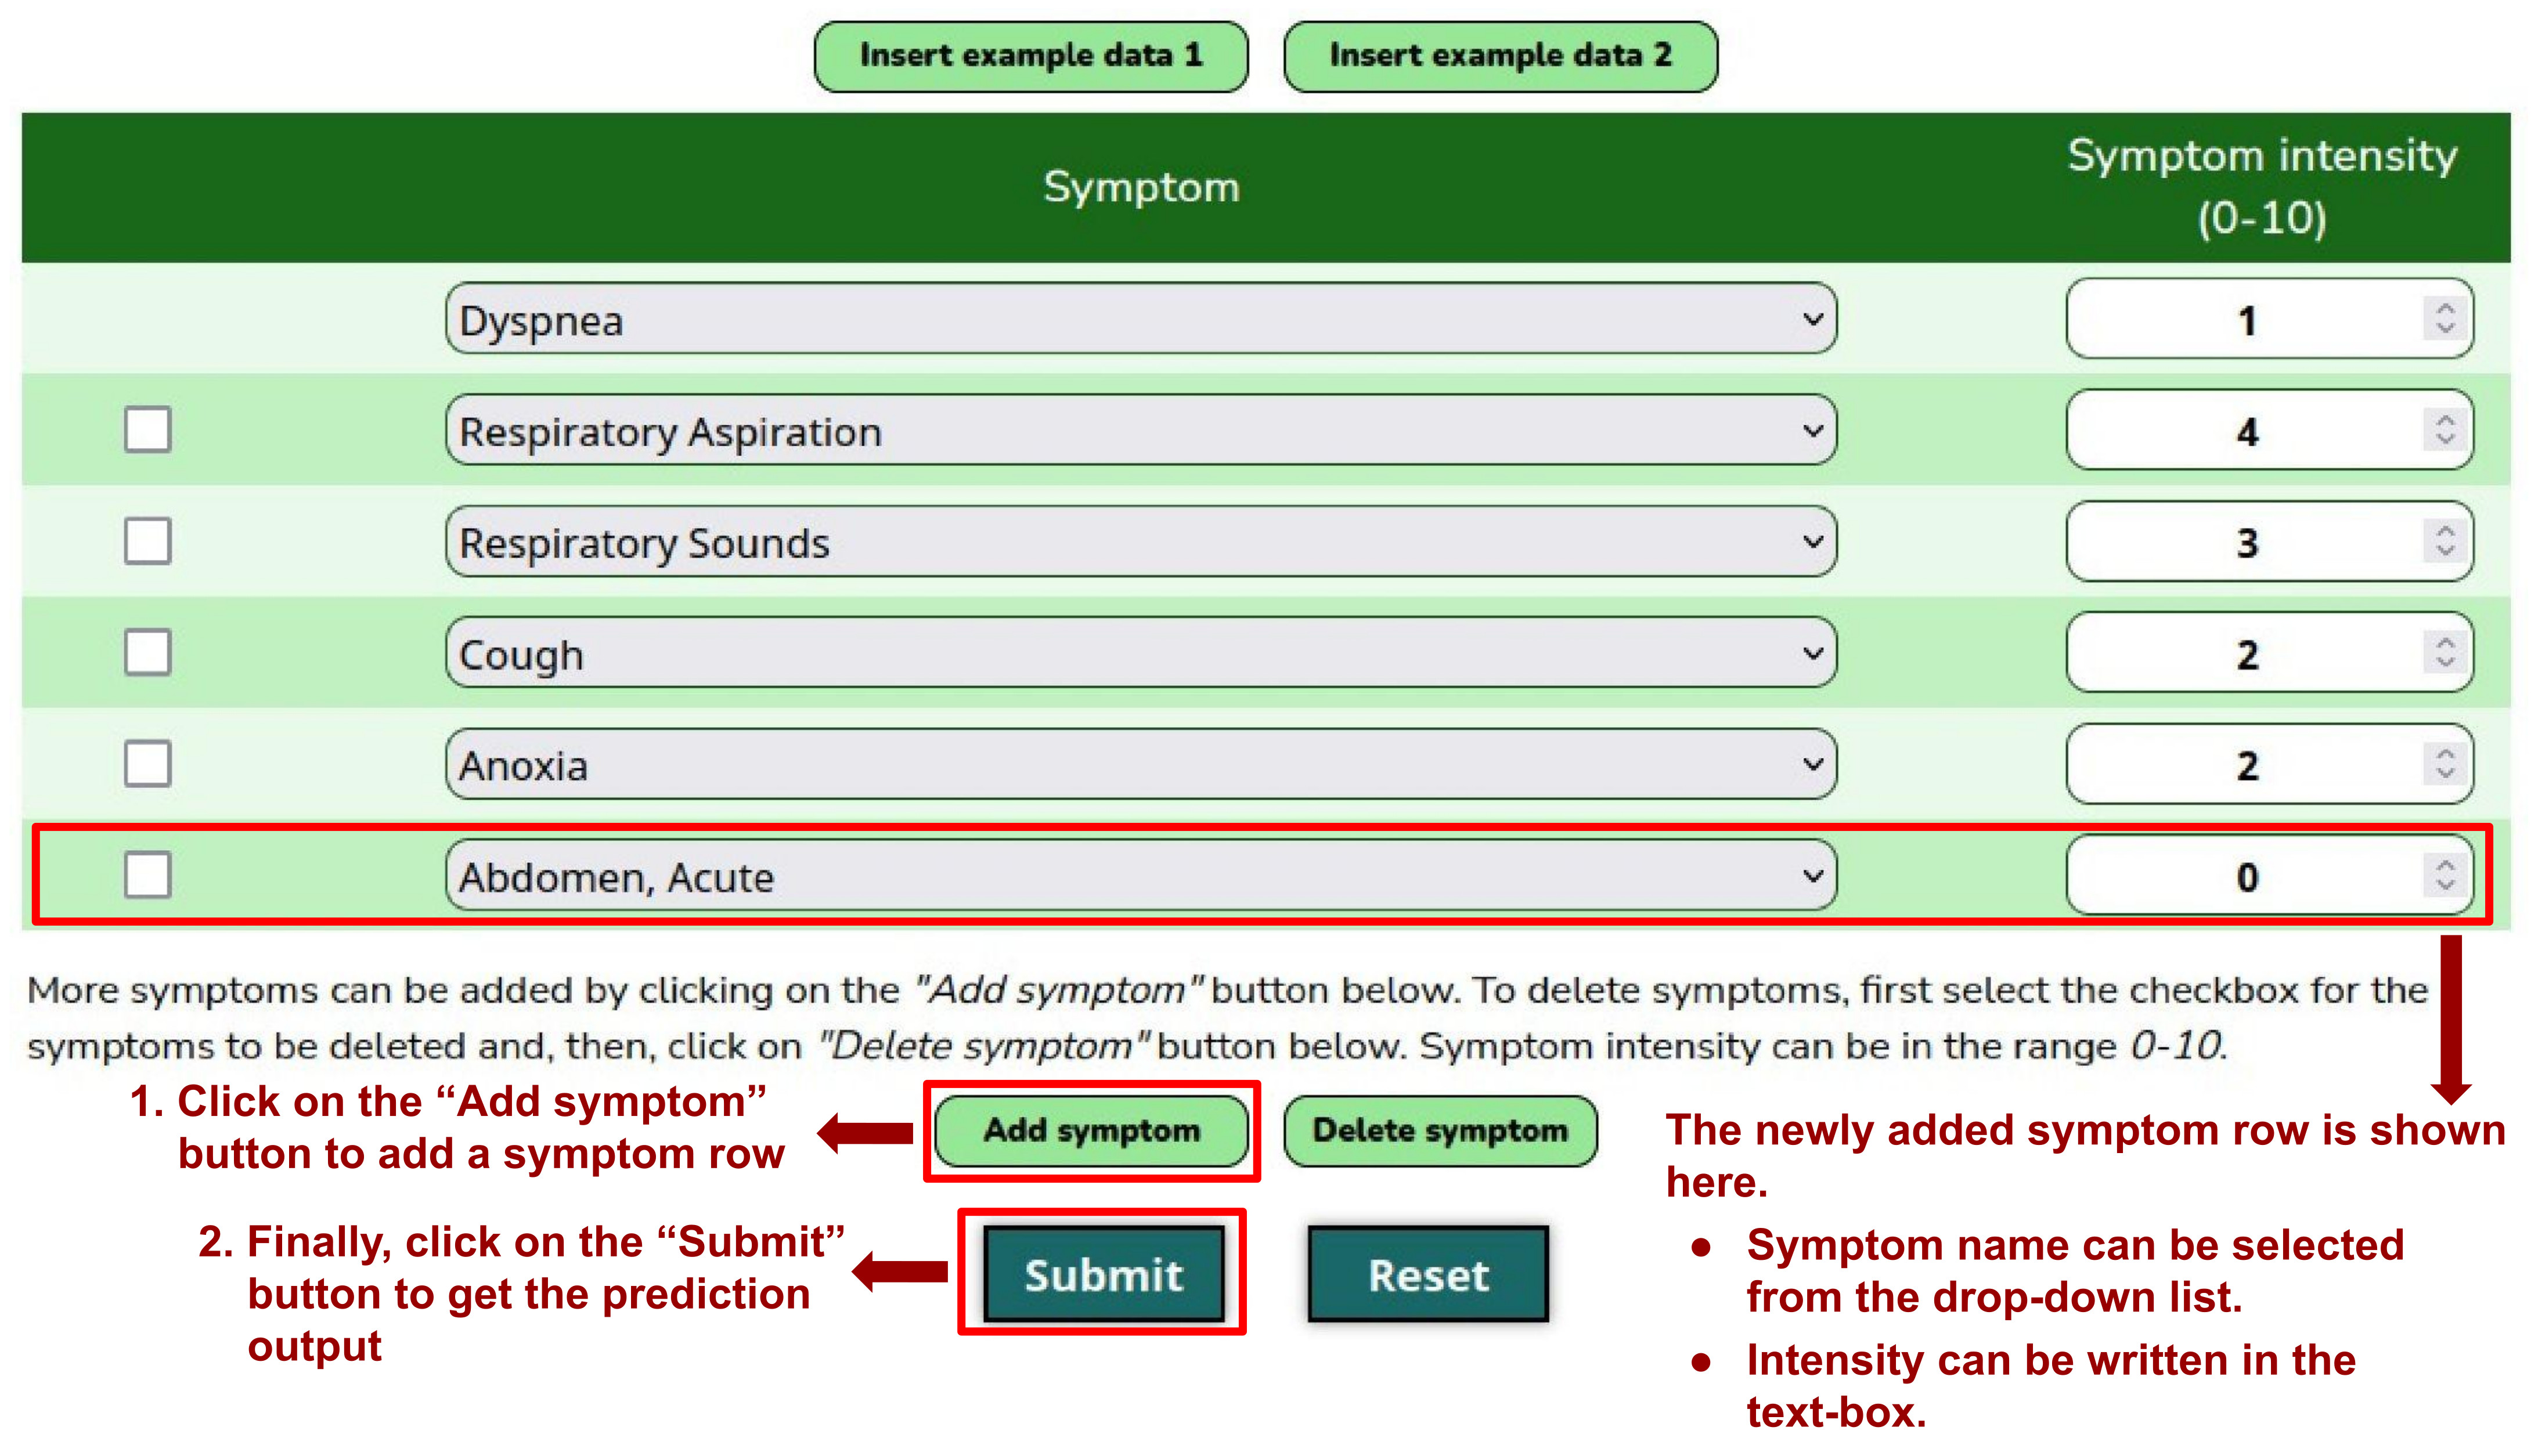 Insert example data 1 Insert example data 2
Symptom Symptom intensity
(0-10)
Dyspnea 1
Respiratory Aspiration 4
Respiratory Sounds 3
Cough 2
Anoxia 2
Abdomen, Acute 0
More symptoms can be added by clicking on the "Add symptom" button below. To delete symptoms, first select the checkbox for the
symptoms to be deleted and, then, click on "Delete symptom" button below. Symptom intensity can be in the range 0-10.
1. Click on the “Add symptom”
button to add a symptom row
Add symptom Delete symptom
2. Finally, click on the “Submit”
button to get the prediction
output
Submit Reset
The newly added symptom row is shown
here.
● Symptom name can be selected
from the drop-down list.
● Intensity can be written in the
text-box.